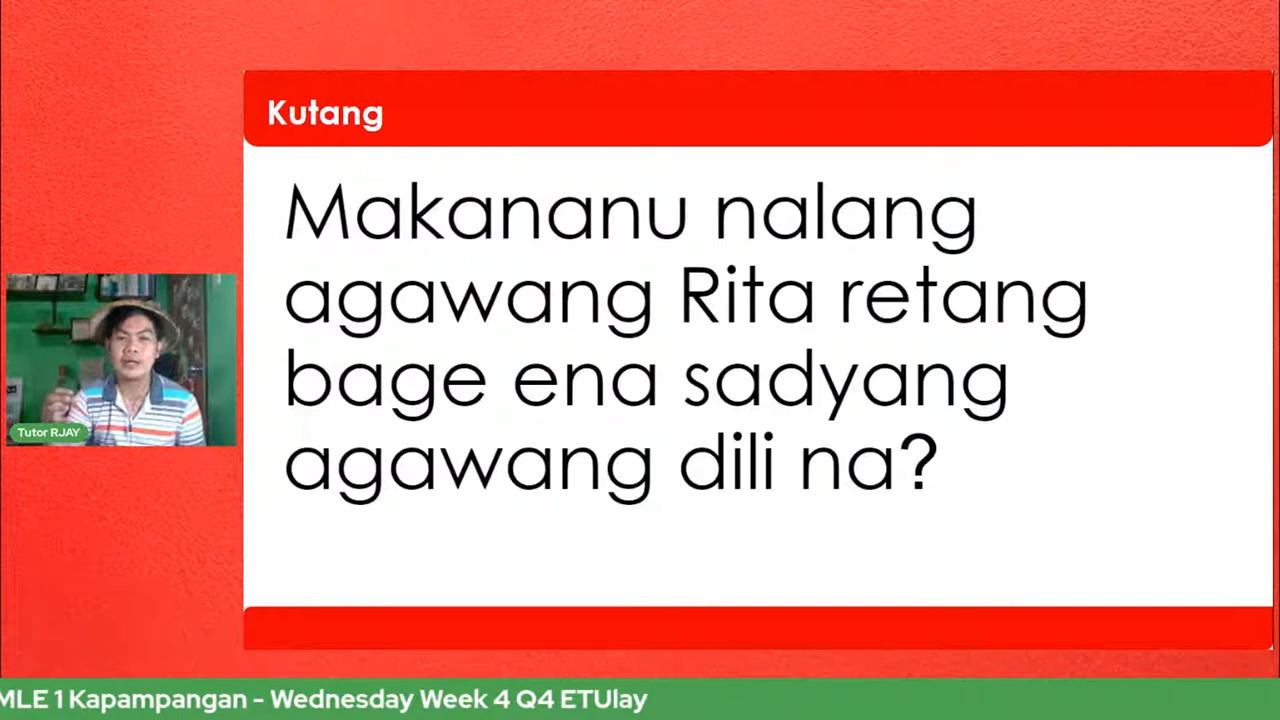 Kutang
Makananu nalang
agawang Rita retang
bage ena sadyang
agawang dili na?
Tutor RJAY
MLE 1 Kapampangan - Wednesday Week 4 Q4 ETUlay